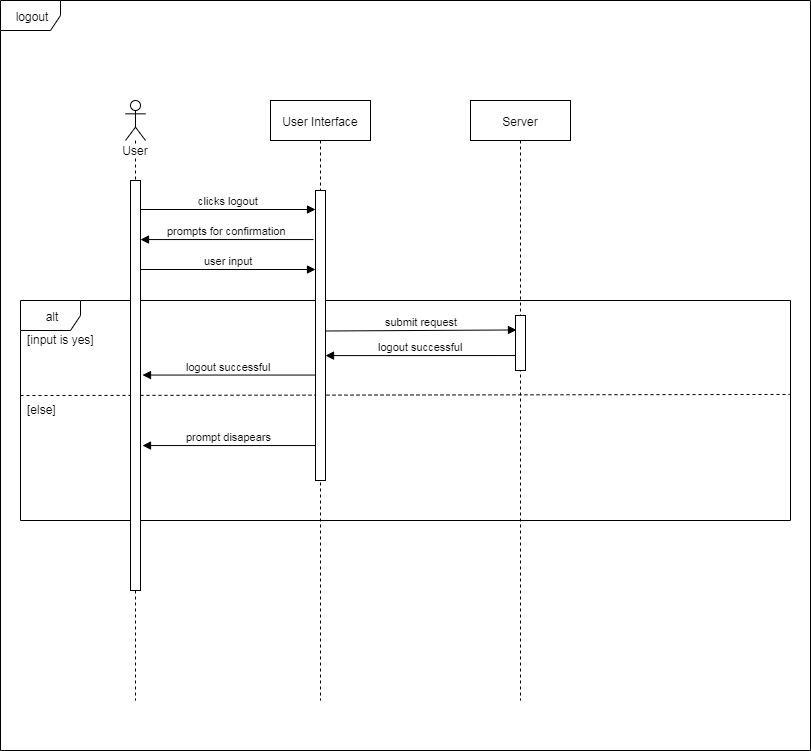 logout
User
User Interface
Server
clicks logout
prompts for confirmation
user input
alt
[input is yes]
submit request
logout successful
logout successful
[else]
prompt disapears